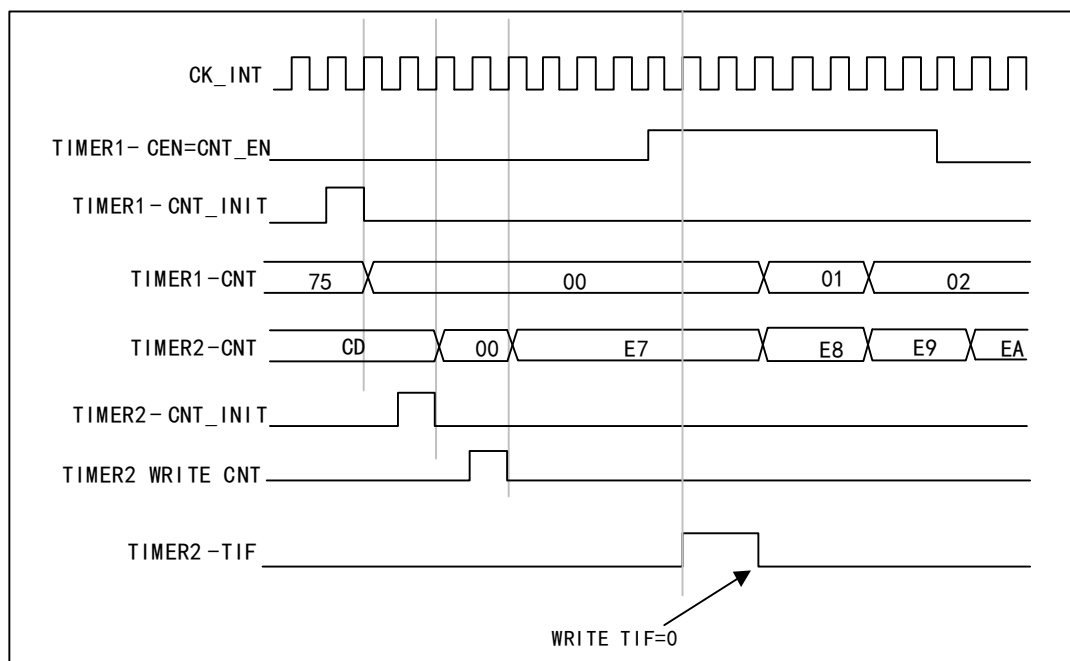 CK_INT
TIMER1-CEN=CNT_EN
TIMER1-CNT_INIT
TIMER1-CNT 75 00 01 02
TIMER2-CNT CD 00 E7 E8 E9 EA
TIMER2-CNT_INIT
TIMER2 WRITE CNT
TIMER2-TIF
WRITE TIF=0